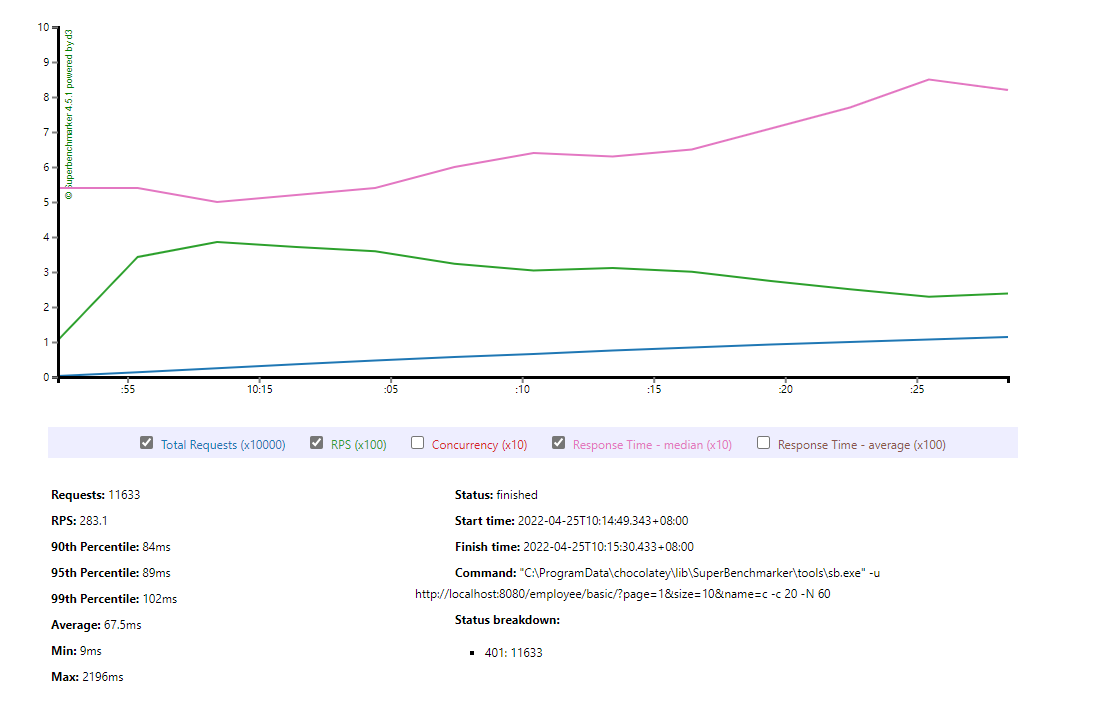 10
9
8
7
6
5
4
3
2
1
0
© Superbenchmarker 4.5.1 powered by d3
:55 10:15 :05 :10 :15 :20 :25
Total Requests (x10000) RPS (x100) Concurrency (x10) Response Time - median (x10) Response Time - average (x100)
Requests: 11633
RPS: 283.1
90th Percentile: 84ms
95th Percentile: 89ms
99th Percentile: 102ms
Average: 67.5ms
Min: 9ms
Max: 2196ms
Status: finished
Start time: 2022-04-25T10:14:49.343+08:00
Finish time: 2022-04-25T10:15:30.433+08:00
Command: "C:\ProgramData\chocolatey\lib\SuperBenchmarker\tools\sb.exe" -u
http://localhost:8080/employee/basic/?page=1&size=10&name=c -c 20 -N 60
Status breakdown:
401: 11633